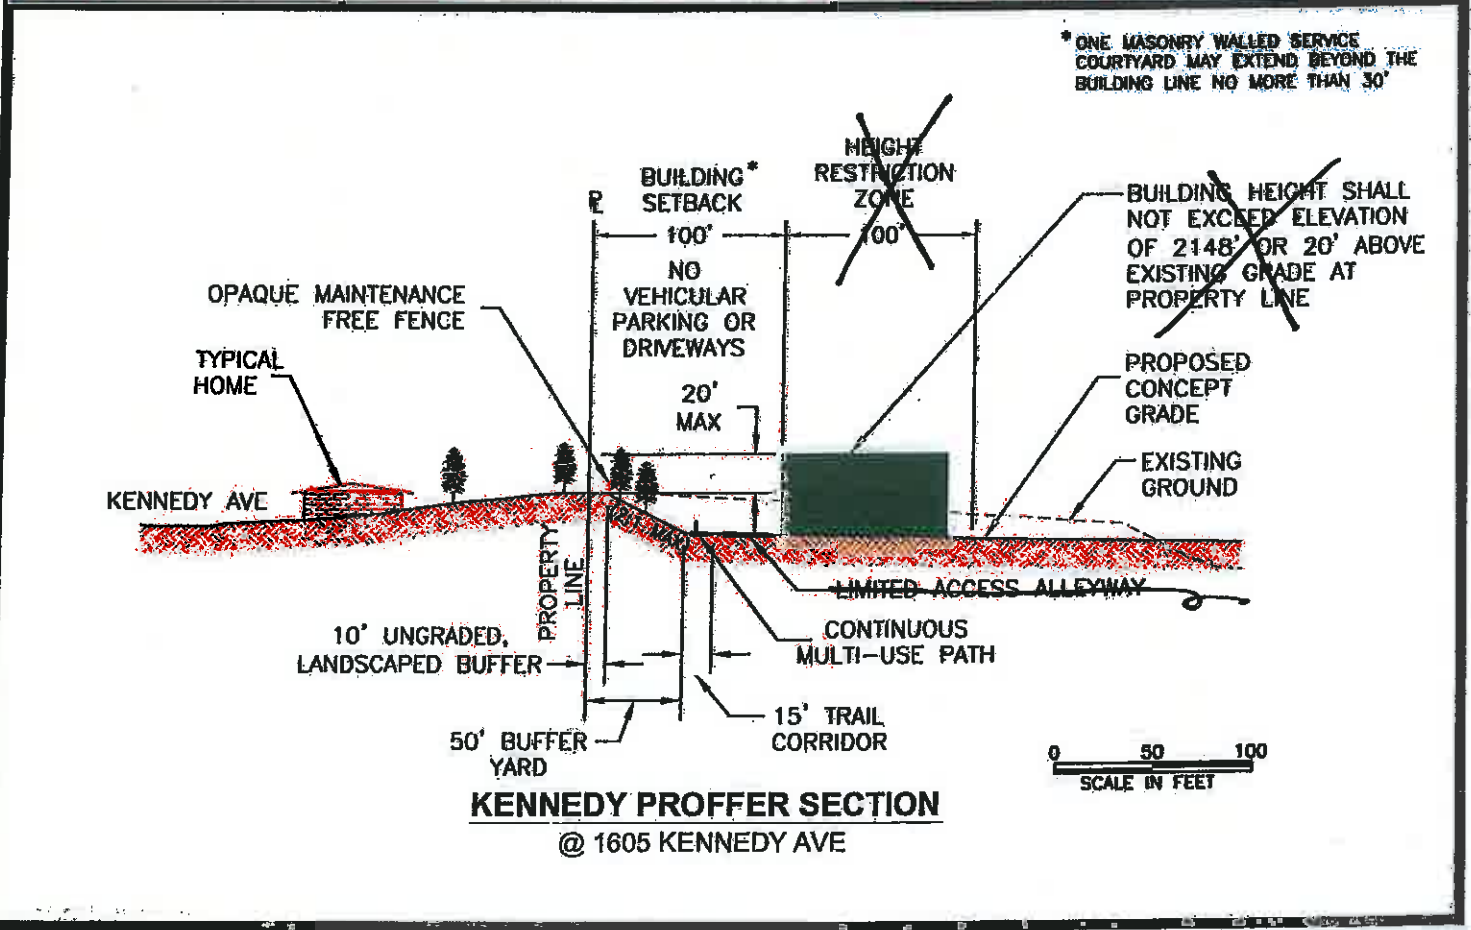 * ONE MASONRY WALLED SERVICE
COURTYARD MAY EXTEND BEYOND THE
BUILDING LINE NO MORE THAN 30'
HEIGHT
RESTRICTION
ZONE
100'
BUILDING *
SETBACK
100'
PL
NO
VEHICULAR
PARKING OR
DRIVEWAYS
BUILDING HEIGHT SHALL
NOT EXCEED ELEVATION
OF 2148' OR 20' ABOVE
EXISTING GRADE AT
PROPERTY LINE
OPAQUE MAINTENANCE
FREE FENCE
TYPICAL
HOME
20'
MAX
PROPOSED
CONCEPT
GRADE
EXISTING
GROUND
KENNEDY AVE
MAX
PROPERTY
LINE
LIMITED ACCESS ALLEYWAY
10' UNGRADED,
LANDSCAPED BUFFER
CONTINUOUS
MULTI-USE PATH
15' TRAIL
CORRIDOR
50' BUFFER
YARD
0 50 100
SCALE IN FEET
KENNEDY PROFFER SECTION
@ 1605 KENNEDY AVE